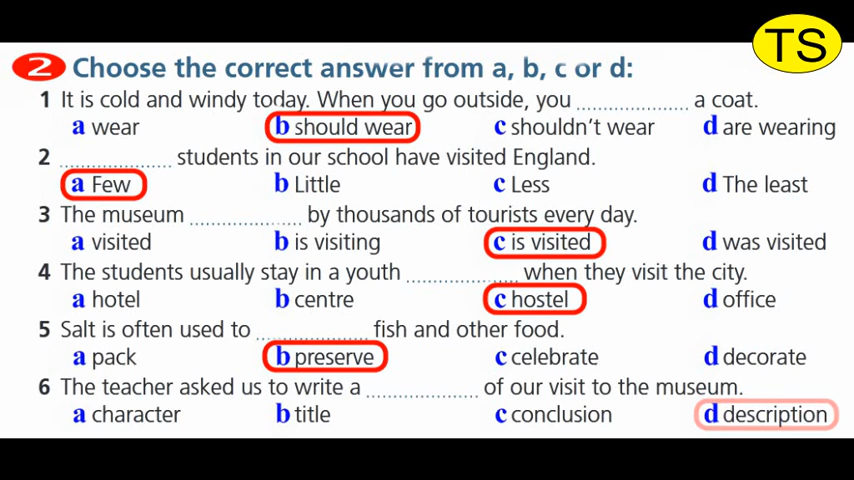 TS
2 Choose the correct answer from a, b, c or d:
1 It is cold and windy today. When you go outside, you .................... a coat.
a wear b should wear c shouldn't wear d are wearing
2 .................... students in our school have visited England.
a Few b Little c Less d The least
3 The museum .................... by thousands of tourists every day.
a visited b is visiting c is visited d was visited
4 The students usually stay in a youth .................... when they visit the city.
a hotel b centre c hostel d office
5 Salt is often used to .................... fish and other food.
a pack b preserve c celebrate d decorate
6 The teacher asked us to write a .................... of our visit to the museum.
a character b title c conclusion d description